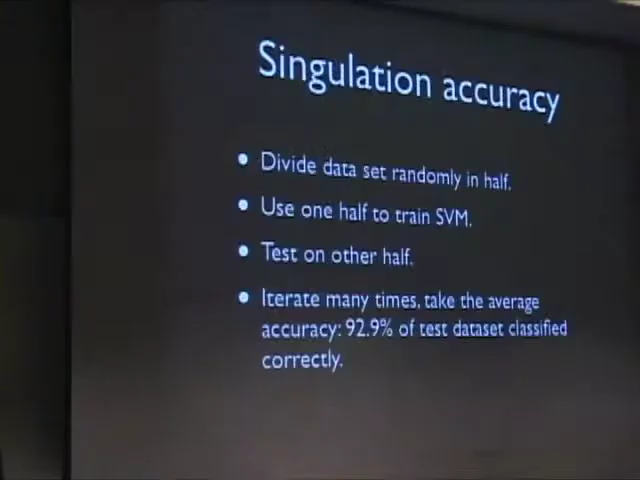 Singulation accuracy
• Divide data set randomly in half.
• Use one half to train SVM.
• Test on other half.
• Iterate many times, take the average
accuracy: 92.9% of test dataset classified
correctly.